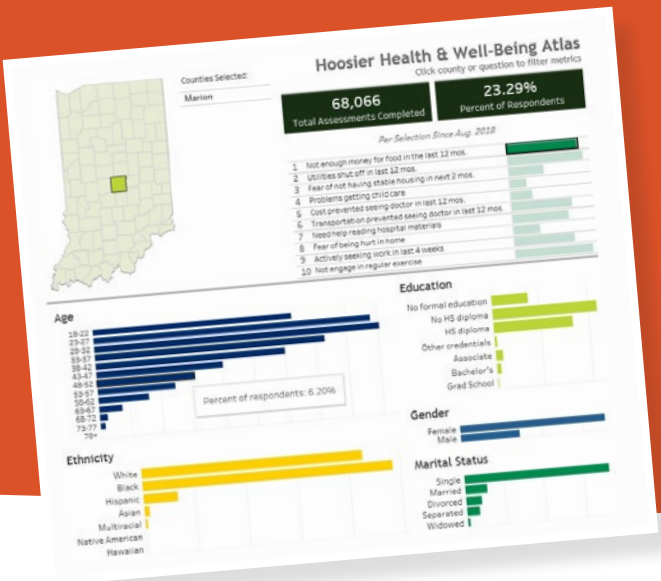 Hoosier Health & Well-Being Atlas
Click county or question to filter metrics
Counties Selected:
Marion
68,066
Total Assessments Completed
23.29%
Percent of Respondents
Per Selection Since Aug. 2018
1 Not enough money for food in the last 12 mos.
2 Utilities shut off in last 12 mos.
3 Fear of not having stable housing in next 2 mos.
4 Problems getting child care
5 Cost prevented seeing doctor in last 12 mos.
6 Transportation prevented seeing doctor in last 12 mos.
7 Need help reading hospital materials
8 Fear of being hurt in home
9 Actively seeking work in last 4 weeks
10 Not engage in regular exercise
Age
18-22
23-27
28-32
33-37
38-42
43-47
48-52
53-57
58-62
63-67
68-72
73-77
78+
Percent of respondents: 6.20%
Education
No formal education
No HS diploma
HS diploma
Other credentials
Associate
Bachelor's
Grad School
Gender
Female
Male
Ethnicity
White
Black
Hispanic
Asian
Multiracial
Native American
Hawaiian
Marital Status
Single
Married
Divorced
Separated
Widowed